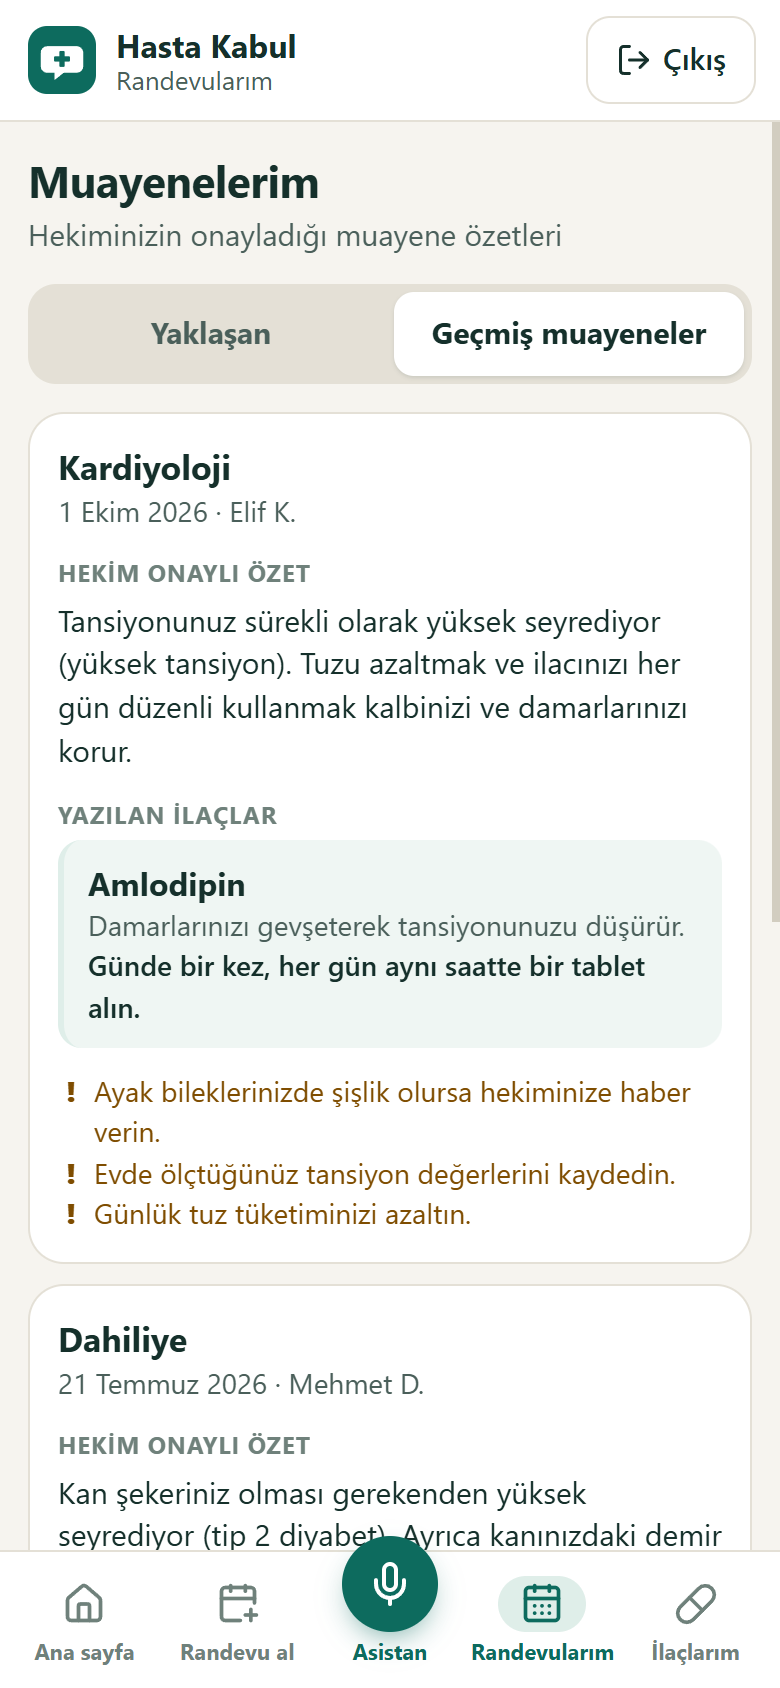 Hasta Kabul
Randevularım
Çıkış
Muayenelerim
Hekiminizin onayladığı muayene özetleri
Yaklaşan
Geçmiş muayeneler
Kardiyoloji
1 Ekim 2026 · Elif K.
HEKİM ONAYLI ÖZET
Tansiyonunuz sürekli olarak yüksek seyrediyor
(yüksek tansiyon). Tuzu azaltmak ve ilacınızı her
gün düzenli kullanmak kalbinizi ve damarlarınızı
korur.
YAZILAN İLAÇLAR
Amlodipin
Damarlarınızı gevşeterek tansiyonunuzu düşürür.
Günde bir kez, her gün aynı saatte bir tablet
alın.
! Ayak bileklerinizde şişlik olursa hekiminize haber
verin.
! Evde ölçtüğünüz tansiyon değerlerini kaydedin.
! Günlük tuz tüketiminizi azaltın.
Dahiliye
21 Temmuz 2026 · Mehmet D.
HEKİM ONAYLI ÖZET
Kan şekeriniz olması gerekenden yüksek
seyrediyor (tip 2 diyabet). Ayrıca kanınızdaki demir
Ana sayfa
Randevu al
Asistan
Randevularım
İlaçlarım